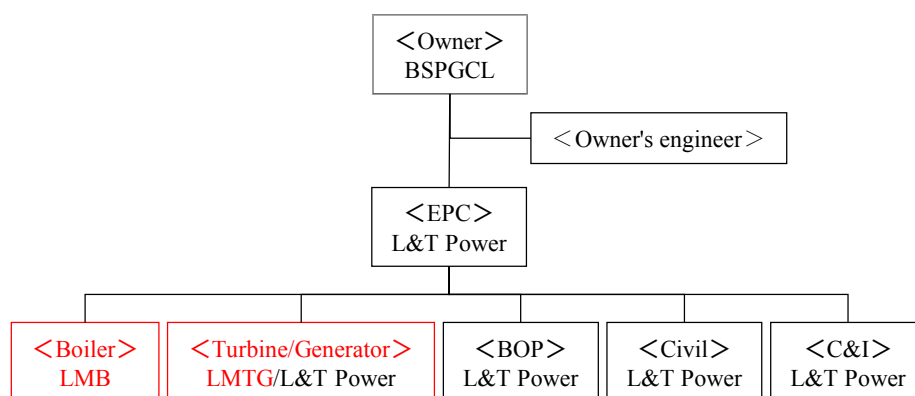 ＜Owner＞
BSPGCL
＜Owner's engineer＞
＜EPC＞
L&T Power
＜Boiler＞
LMB
＜Turbine/Generator＞
LMTG/L&T Power
＜BOP＞
L&T Power
＜Civil＞
L&T Power
＜C&I＞
L&T Power